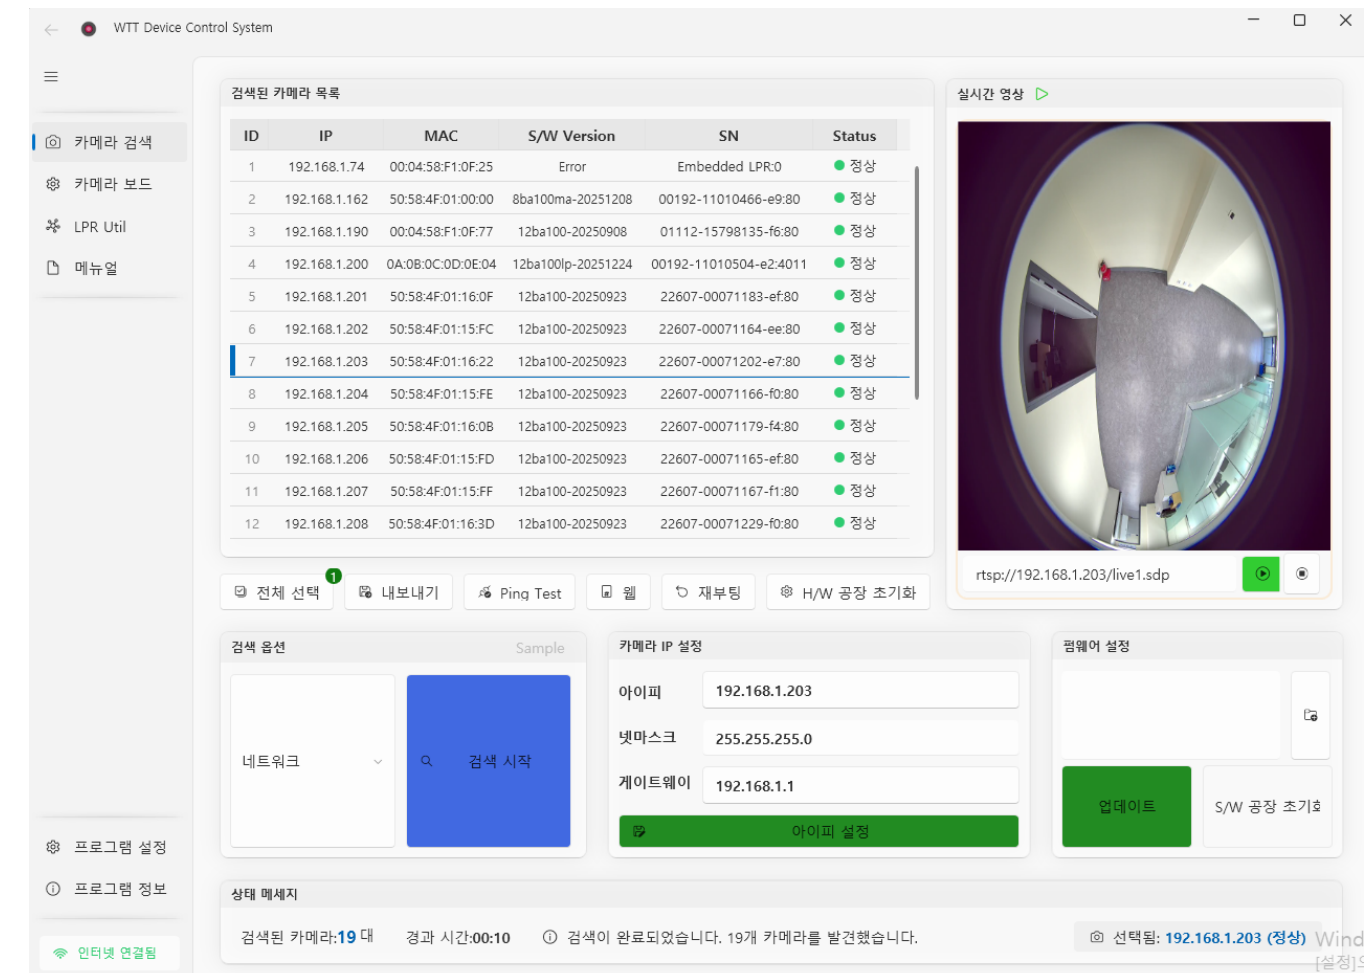 WTT Device Control System
카메라 검색
카메라 보드
LPR Util
메뉴얼
프로그램 설정
프로그램 정보
인터넷 연결됨
검색된 카메라 목록
ID IP MAC S/W Version SN Status
1 192.168.1.74 00:04:58:F1:0F:25 Error Embedded LPR:0 정상
2 192.168.1.162 50:58:4F:01:00:00 8ba100ma-20251208 00192-11010466-e9:80 정상
3 192.168.1.190 00:04:58:F1:0F:77 12ba100-20250908 01112-15798135-f6:80 정상
4 192.168.1.200 0A:0B:0C:0D:0E:04 12ba100lp-20251224 00192-11010504-e2:4011 정상
5 192.168.1.201 50:58:4F:01:16:0F 12ba100-20250923 22607-00071183-ef:80 정상
6 192.168.1.202 50:58:4F:01:15:FC 12ba100-20250923 22607-00071164-ee:80 정상
7 192.168.1.203 50:58:4F:01:16:22 12ba100-20250923 22607-00071202-e7:80 정상
8 192.168.1.204 50:58:4F:01:15:FE 12ba100-20250923 22607-00071166-f0:80 정상
9 192.168.1.205 50:58:4F:01:16:0B 12ba100-20250923 22607-00071179-f4:80 정상
10 192.168.1.206 50:58:4F:01:15:FD 12ba100-20250923 22607-00071165-ef:80 정상
11 192.168.1.207 50:58:4F:01:15:FF 12ba100-20250923 22607-00071167-f1:80 정상
12 192.168.1.208 50:58:4F:01:16:3D 12ba100-20250923 22607-00071229-f0:80 정상
실시간 영상
rtsp://192.168.1.203/live1.sdp
전체 선택 1 내보내기 Ping Test 웹 재부팅 H/W 공장 초기화
검색 옵션 Sample
네트워크
검색 시작
카메라 IP 설정
아이피 192.168.1.203
넷마스크 255.255.255.0
게이트웨이 192.168.1.1
아이피 설정
펌웨어 설정
업데이트
S/W 공장 초기화
상태 메세지
검색된 카메라:19 대 경과 시간:00:10 검색이 완료되었습니다. 19개 카메라를 발견했습니다. 선택됨: 192.168.1.203 (정상)
Wind
[설정]으